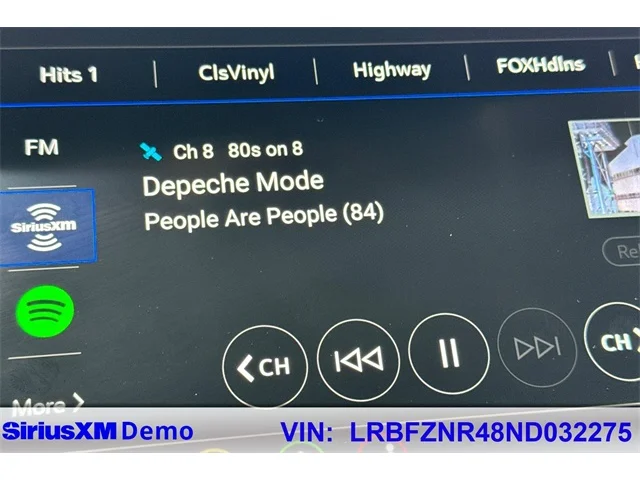 Hits 1 ClsVinyl Highway FOXHdlns
FM
Ch 8 80s on 8
Depeche Mode
SiriusXM
People Are People (84)
Re
CH CH
More
SiriusXM Demo VIN: LRBFZNR48ND032275